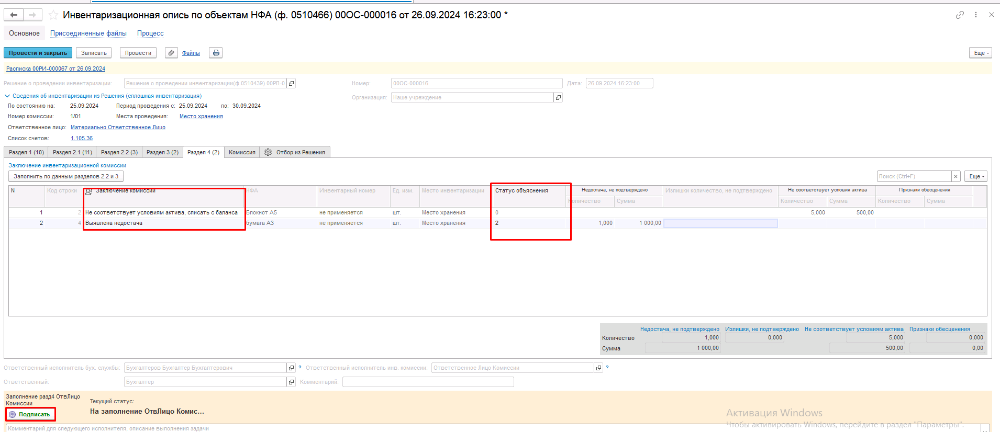 Инвентаризационная опись по объектам НФА (ф. 0510466) 00ОС-000016 от 26.09.2024 16:23:00 *
Основное Присоединенные файлы Процесс
Провести и закрыть Записать Провести Файлы Еще
Расписка 00РИ-000067 от 26.09.2024
Решение о проведении инвентаризации: Решение о проведении инвентаризации(ф.0510439) 00РП-0 Номер: 00ОС-000016 Дата: 26.09.2024 16:23:00
Сведения об инвентаризации из Решения (сплошная инвентаризация) Организация: Наше учреждение
По состоянию на: 25.09.2024 Период проведения с: 25.09.2024 по: 30.09.2024
Номер комиссии: 1/01 Места проведения: Место хранения
Ответственное лицо: Материально Ответственное Лицо
Список счетов: 1.105.36
Раздел 1 (10) Раздел 2.1 (11) Раздел 2.2 (3) Раздел 3 (2) Раздел 4 (2) Комиссия Отбор из Решения
Заключение инвентаризационной комиссии
Заполнить по данным разделов 2.2 и 3 Поиск (Ctrl+F) × Еще
N Код строки Заключение комиссии НФА Инвентарный номер Ед. изм. Место инвентаризации Статус объяснения Недостача, не подтверждено Излишки количество, не подтверждено Не соответствует условия актива Признаки обесценения
Количество Сумма Количество Сумма Количество Сумма
1 2 Не соответствует условиям актива, списать с баланса Блокнот А5 не применяется шт. Место хранения 0 5,000 500,00
2 4 Выявлена недостача бумага А3 не применяется шт. Место хранения 2 1,000 1 000,00
Недостача, не подтверждено Излишки, не подтверждено Не соответствует условиям актива Признаки обесценения
Количество 1,000 0,000 5,000 0,000
Сумма 1 000,00 500,00 0,00
Ответственный исполнитель бух. службы: Бухгалтеров Бухгалтер Бухгалтерович ? Ответственный исполнитель инв. комиссии: Ответственное Лицо Комиссии ?
Ответственный: Бухгалтер Комментарий:
Заполнение разд4 ОтвЛицо
Комиссии
Текущий статус:
Подписать На заполнение ОтвЛицо Комис...
Активация Windows
Чтобы активировать Windows, перейдите в раздел "Параметры".
Комментарий для следующего исполнителя, описание выполнения задачи ...